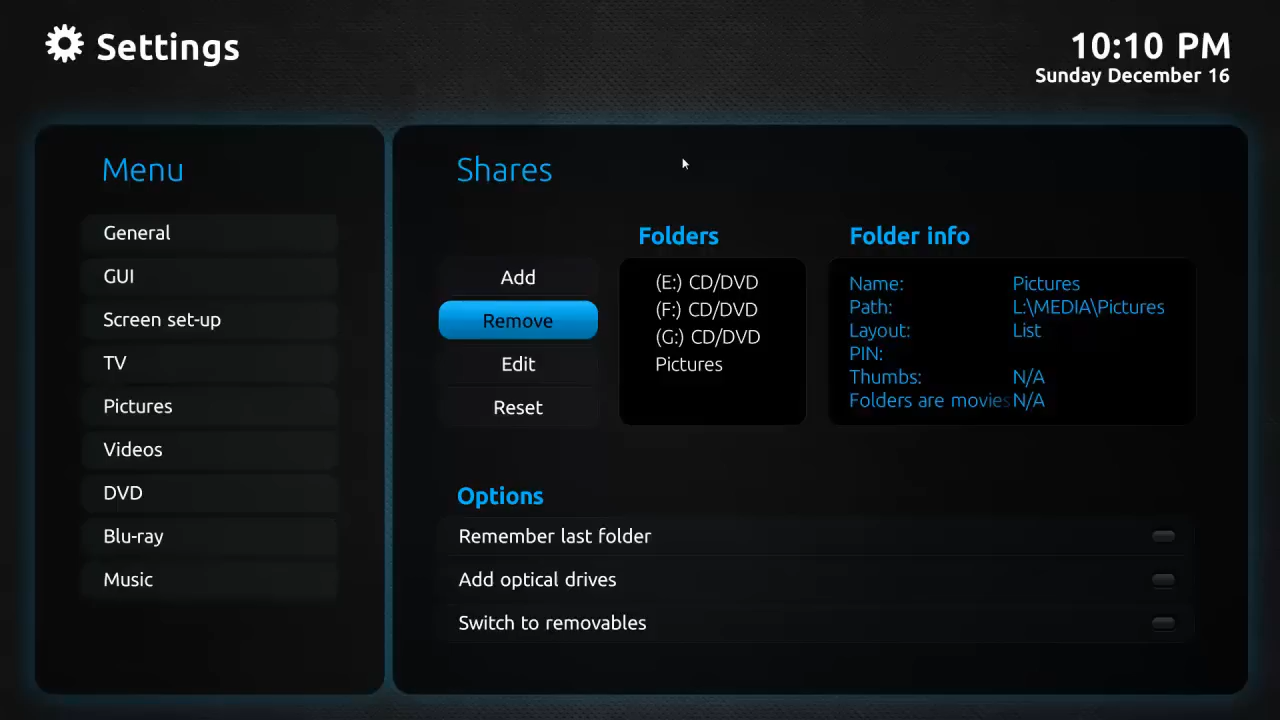 Settings
10:10 PM
Sunday December 16
Menu
General
GUI
Screen set-up
TV
Pictures
Videos
DVD
Blu-ray
Music
Shares
Add
Remove
Edit
Reset
Folders
(E:) CD/DVD
(F:) CD/DVD
(G:) CD/DVD
Pictures
Folder info
Name: Pictures
Path: L:\MEDIA\Pictures
Layout: List
PIN:
Thumbs: N/A
Folders are movies N/A
Options
Remember last folder
Add optical drives
Switch to removables